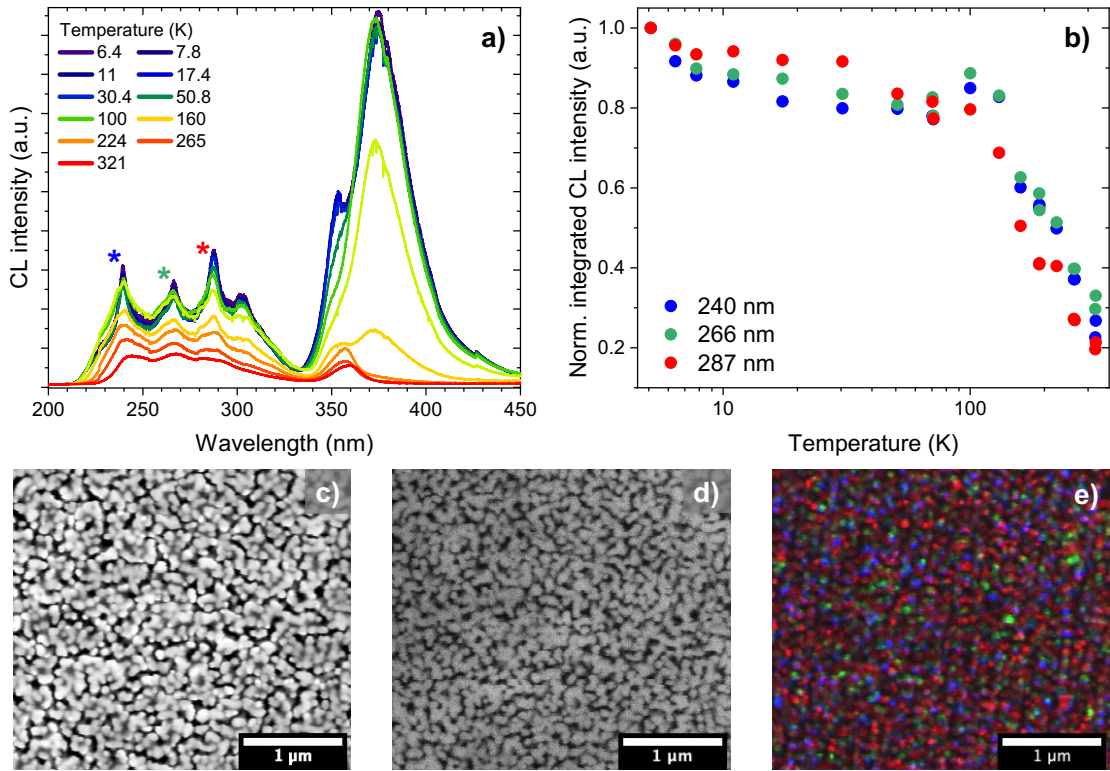 Temperature (K)
6.4 7.8
11 17.4
30.4 50.8
100 160
224 265
321
a)
CL intensity (a.u.)
* * *
200 250 300 350 400 450
Wavelength (nm)
b)
Norm. integrated CL intensity (a.u.)
1.0
0.8
0.6
0.4
0.2
240 nm
266 nm
287 nm
10 100
Temperature (K)
c)
1 µm
d)
1 µm
e)
1 µm